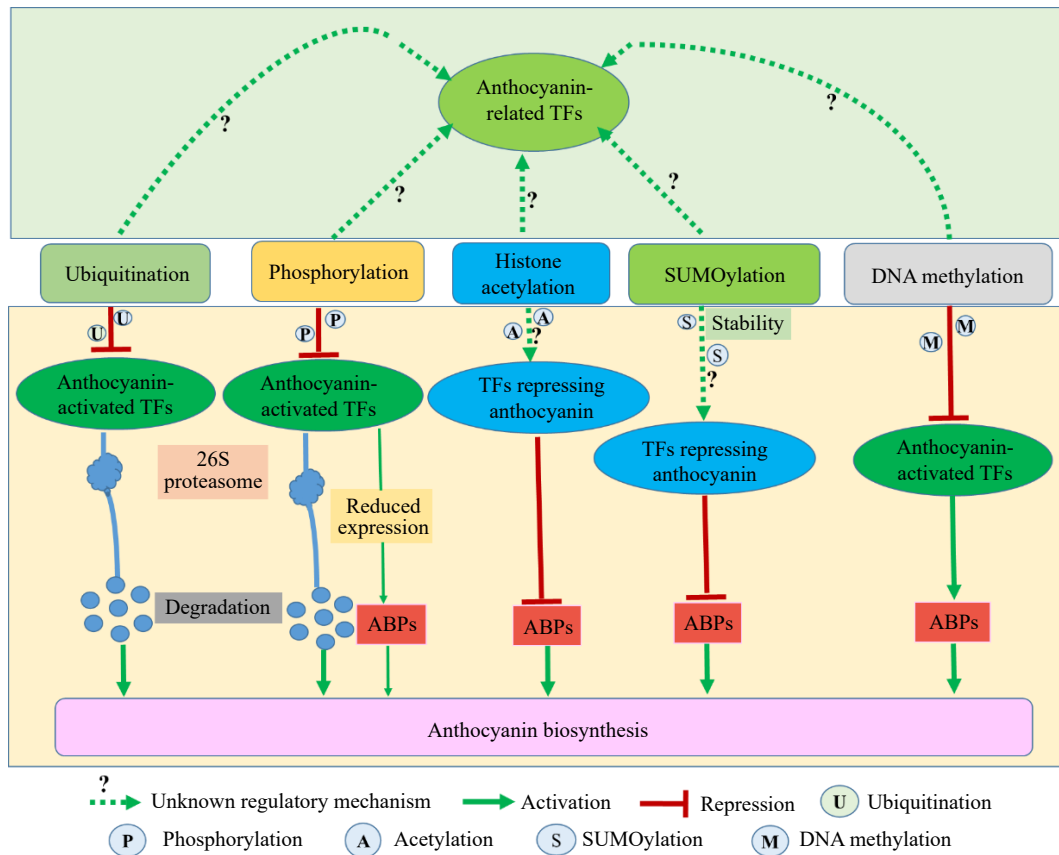 Anthocyanin-
related TFs
?
?
?
?
?
Ubiquitination
Phosphorylation
Histone
acetylation
SUMOylation
DNA methylation
U
U
P
P
A
A
?
S
Stability
S
?
M
M
Anthocyanin-
activated TFs
Anthocyanin-
activated TFs
TFs repressing
anthocyanin
TFs repressing
anthocyanin
Anthocyanin-
activated TFs
26S
proteasome
Reduced
expression
Degradation
ABPs
ABPs
ABPs
ABPs
Anthocyanin biosynthesis
?
Unknown regulatory mechanism
Activation
Repression
U
Ubiquitination
P
Phosphorylation
A
Acetylation
S
SUMOylation
M
DNA methylation